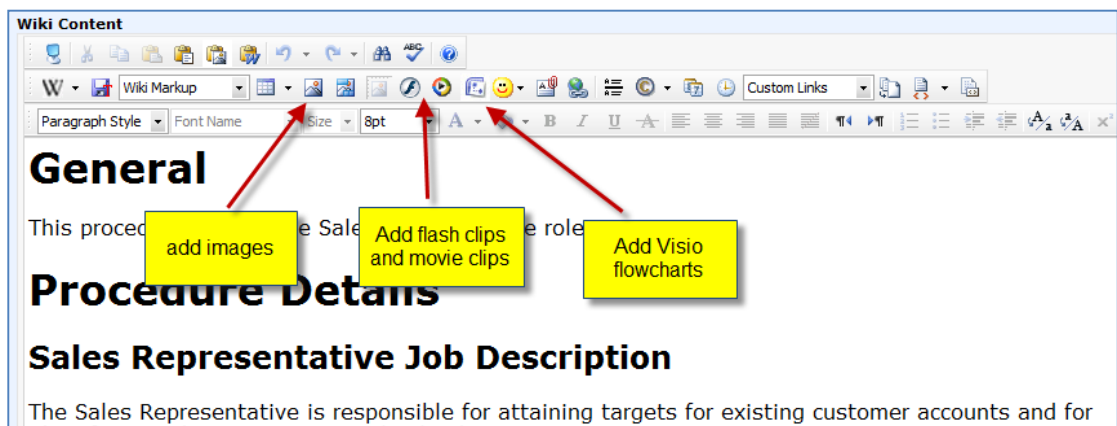 Wiki Content
ABC
W Wiki Markup Custom Links
Paragraph Style Font Name Size 8pt A B I U A
General
This proced e Sale e role
add images
Add flash clips
and movie clips
Add Visio
flowcharts
Procedure Details
Sales Representative Job Description
The Sales Representative is responsible for attaining targets for existing customer accounts and for